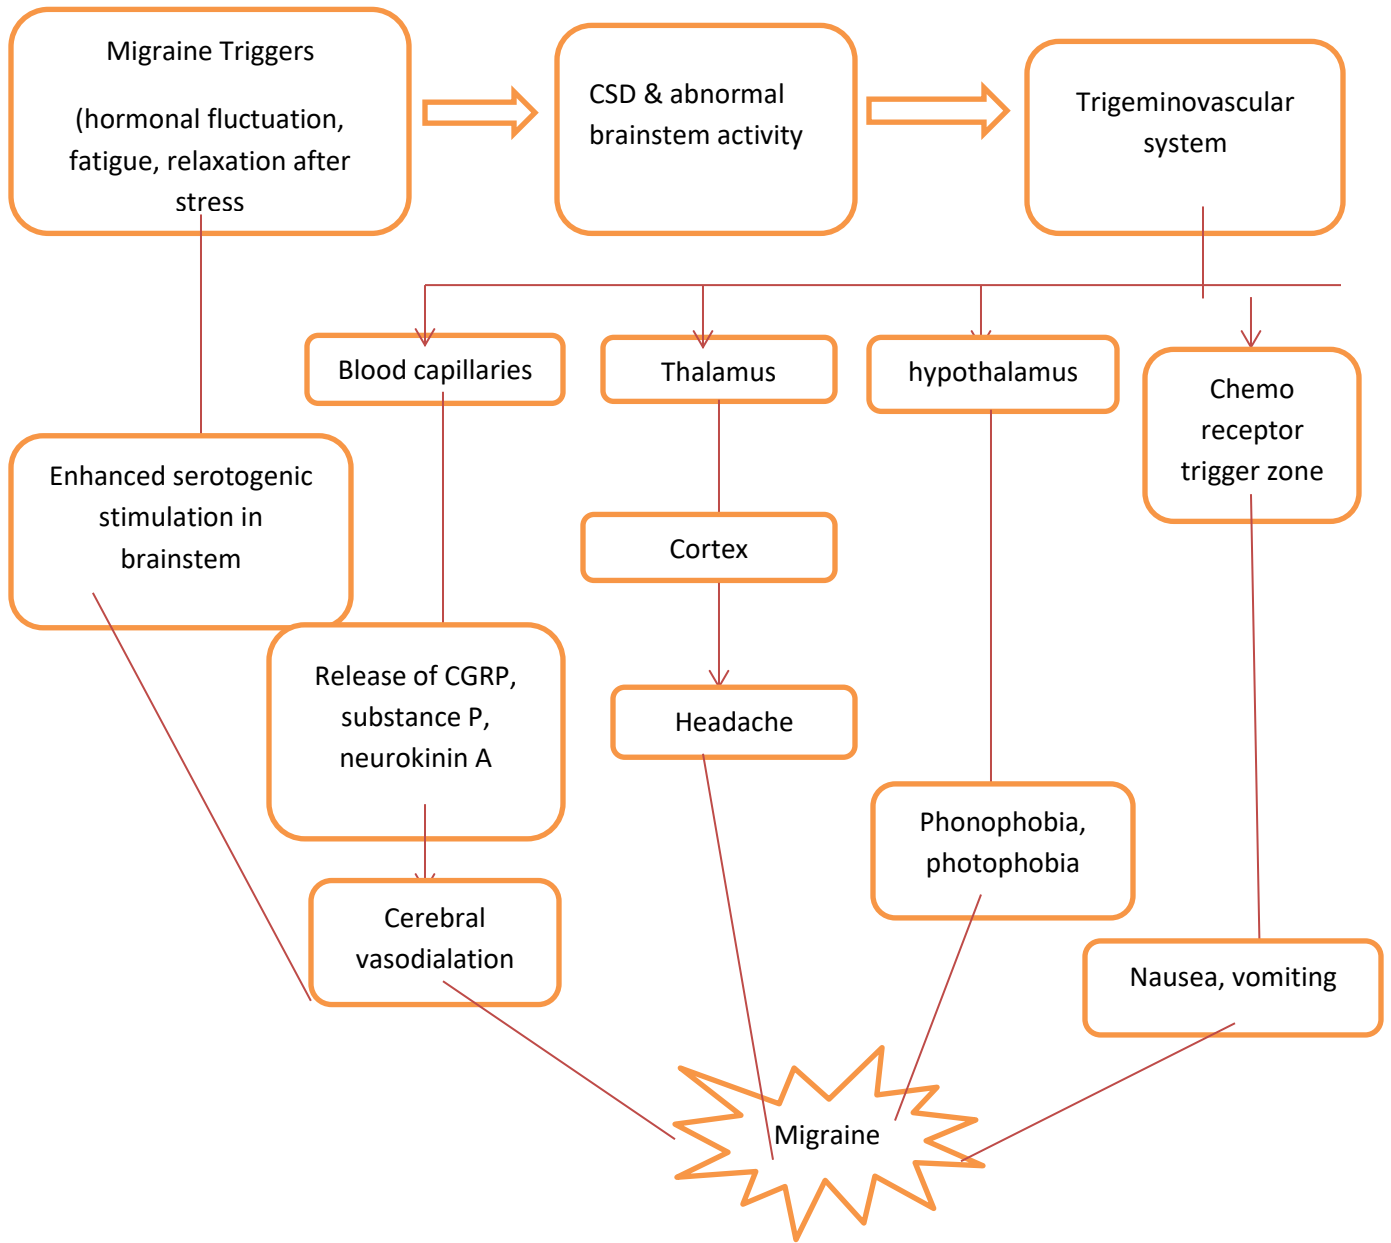 Migraine Triggers
(hormonal fluctuation,
fatigue, relaxation after
stress
CSD & abnormal
brainstem activity
Trigeminovascular
system
Blood capillaries
Thalamus
hypothalamus
Chemo
receptor
trigger zone
Enhanced serotogenic
stimulation in
brainstem
Cortex
Release of CGRP,
substance P,
neurokinin A
Headache
Phonophobia,
photophobia
Cerebral
vasodialation
Nausea, vomiting
Migraine